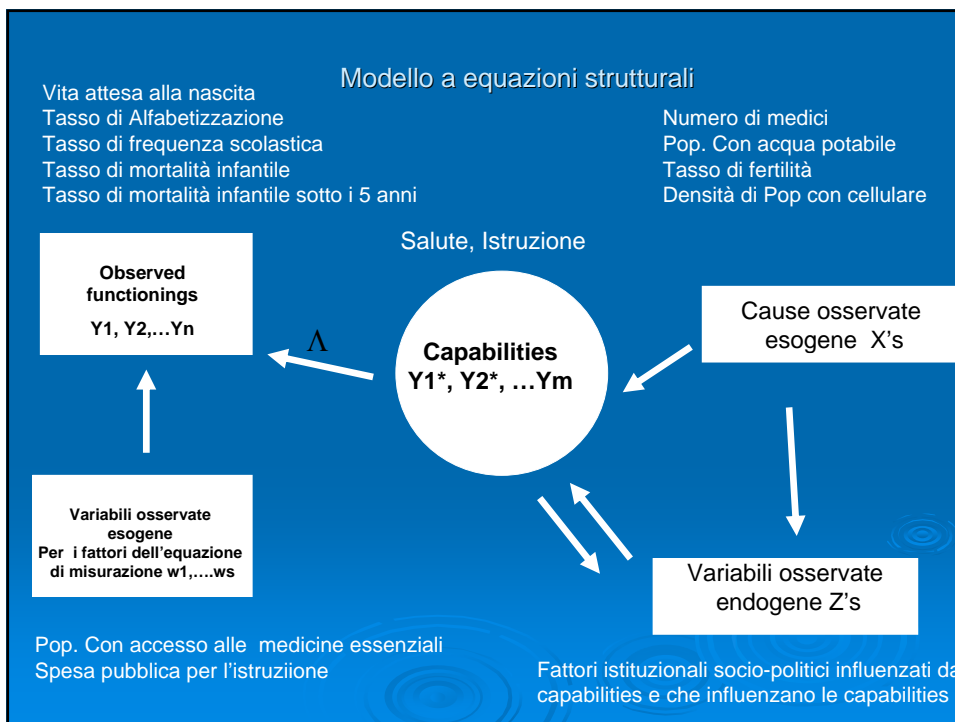 Modello a equazioni strutturali
Vita attesa alla nascita
Tasso di Alfabetizzazione
Tasso di frequenza scolastica
Tasso di mortalità infantile
Tasso di mortalità infantile sotto i 5 anni
Numero di medici
Pop. Con acqua potabile
Tasso di fertilità
Densità di Pop con cellulare
Salute, Istruzione
Observed
functionings
Y1, Y2,…Yn
Λ
Capabilities
Y1*, Y2*, …Ym
Cause osservate
esogene X's
Variabili osservate
esogene
Per i fattori dell'equazione
di misurazione w1,….ws
Variabili osservate
endogene Z's
Pop. Con accesso alle medicine essenziali
Spesa pubblica per l'istruziione
Fattori istituzionali socio-politici influenzati da
capabilities e che influenzano le capabilities